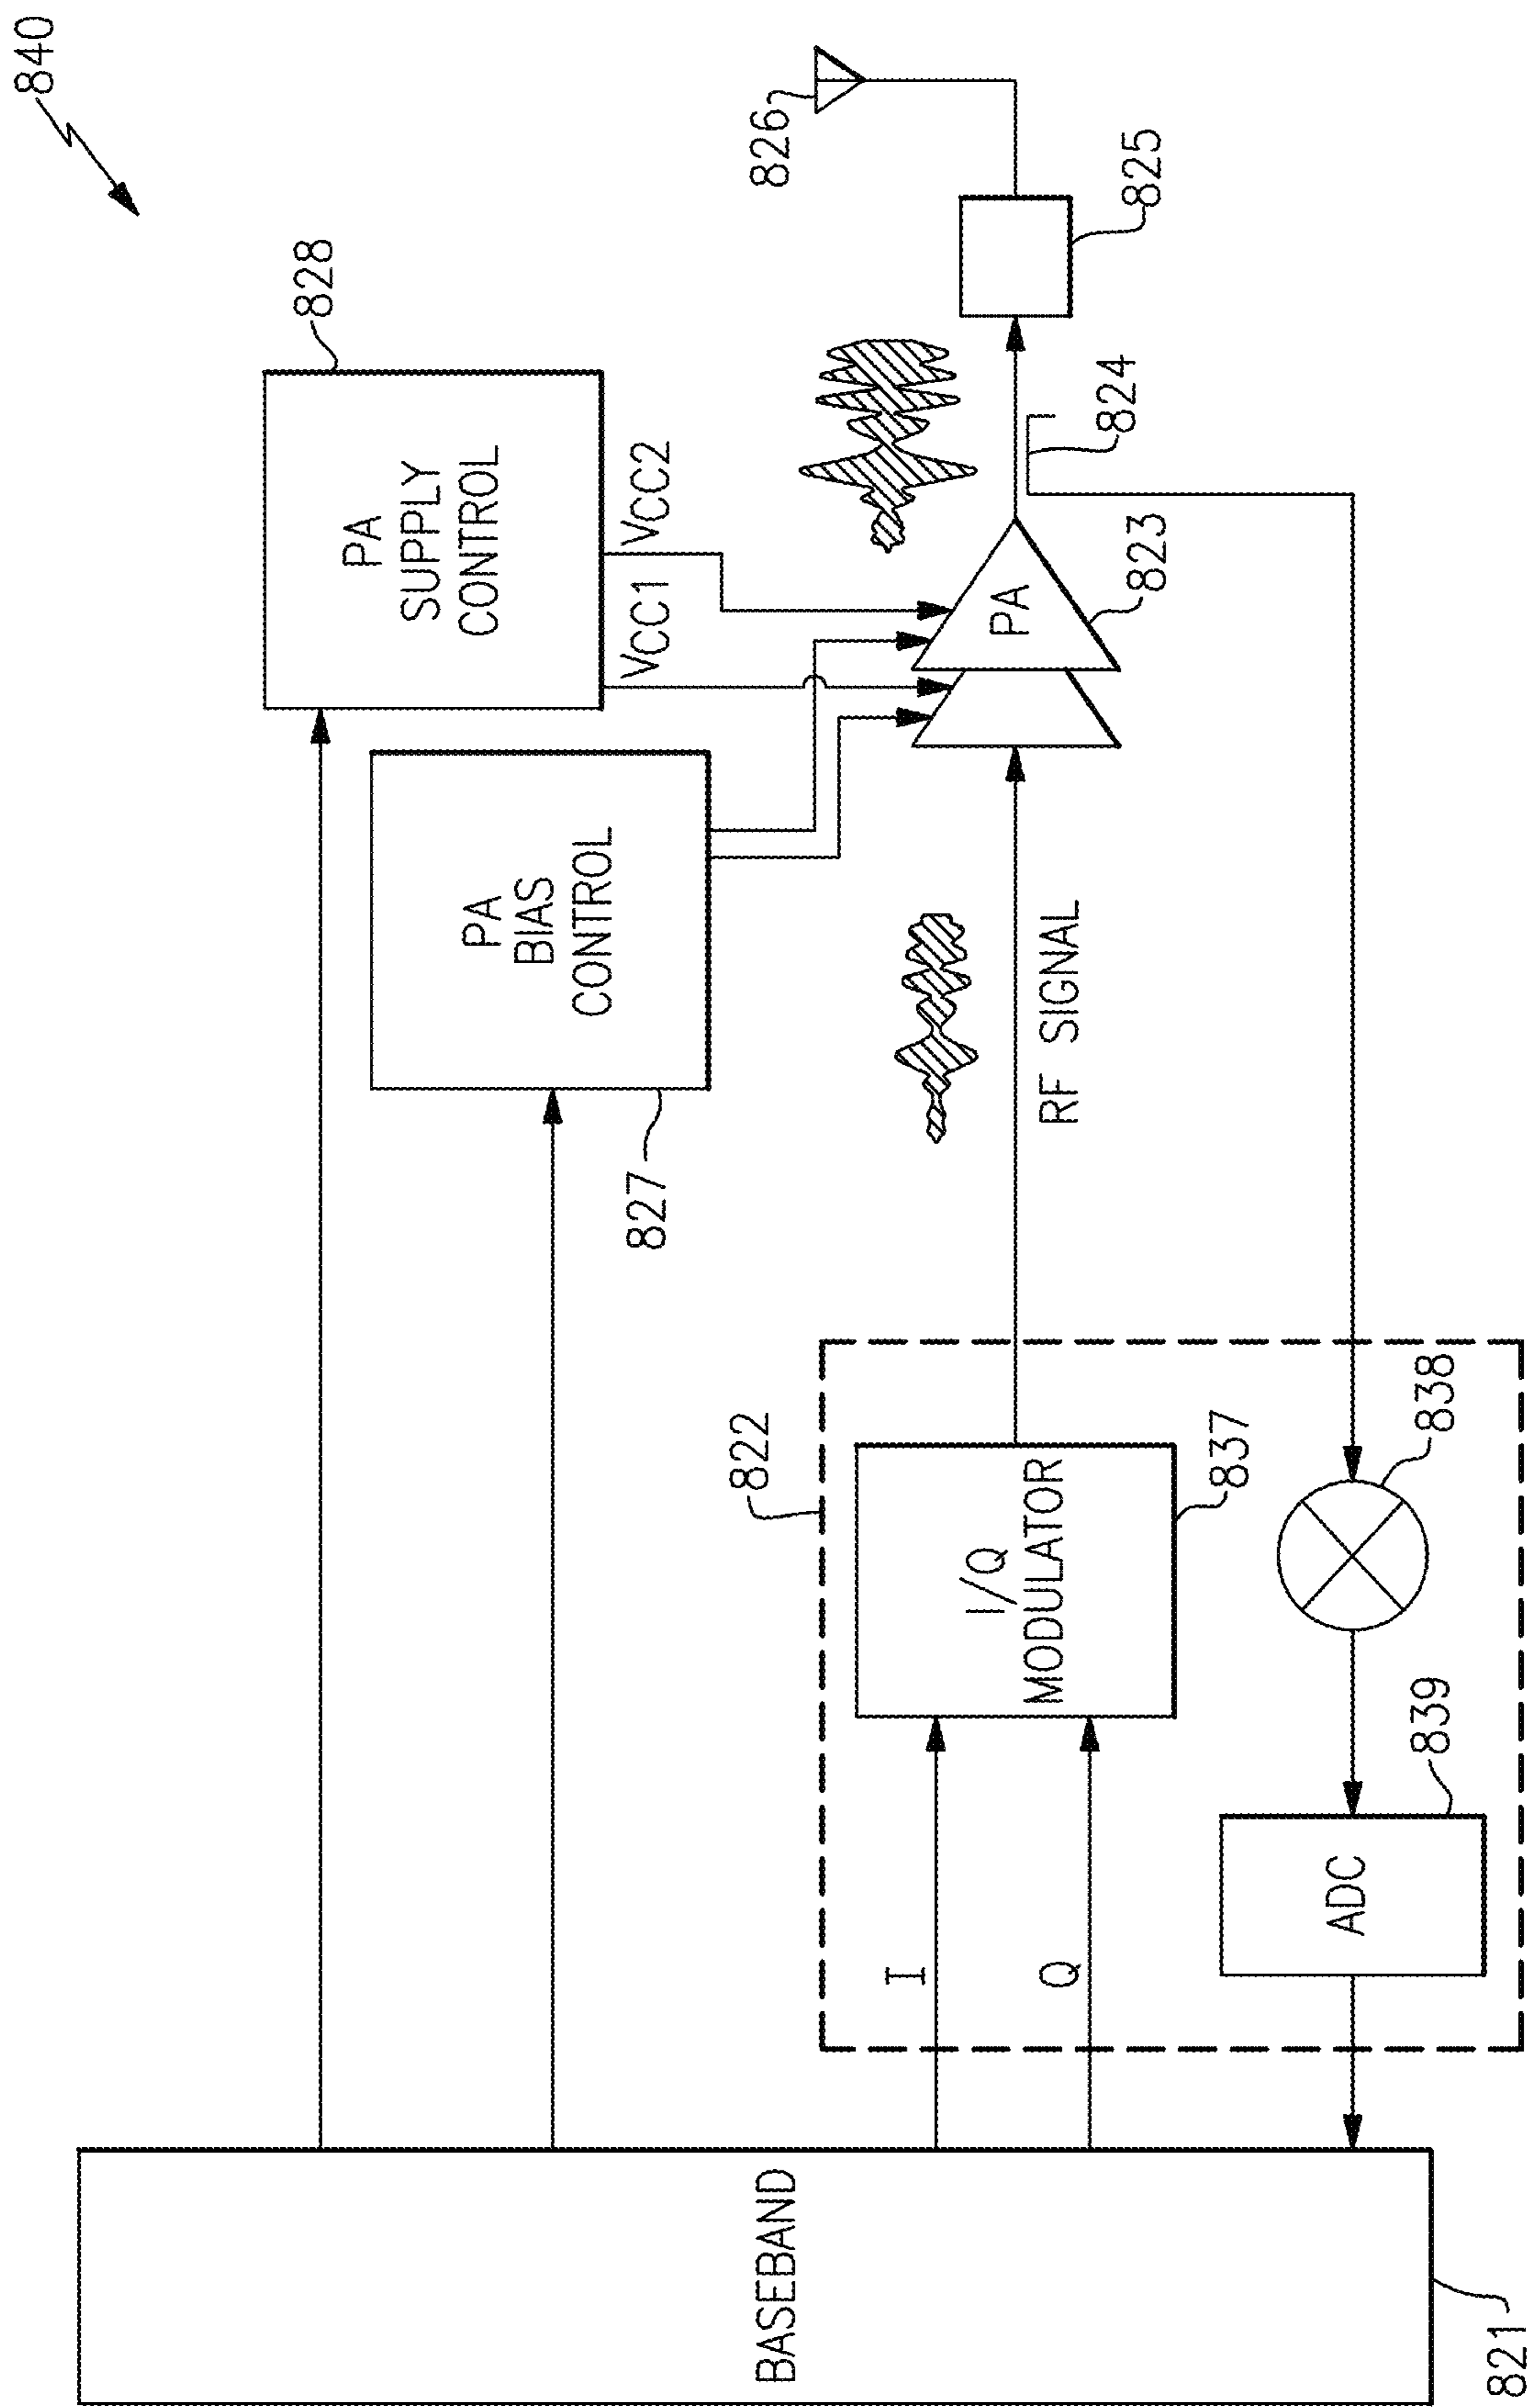 840
828
PA
SUPPLY
CONTROL
VCC1
VCC2
PA
BIAS
CONTROL
827
826
825
824
PA
823
RF SIGNAL
822
I/Q
MODULATOR
837
838
I
Q
ADC
839
BASEBAND
821